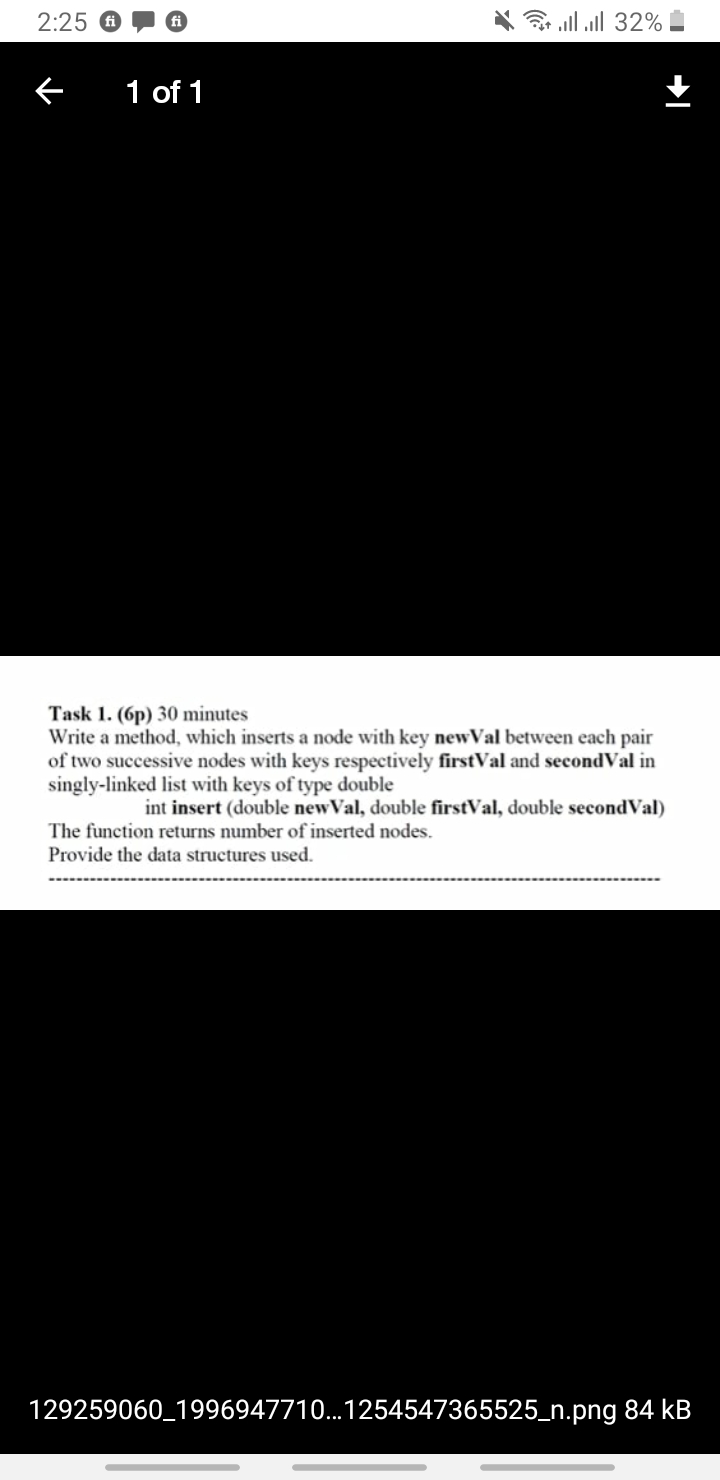 2:25 fi fi 32%
1 of 1
Task 1. (6p) 30 minutes
Write a method, which inserts a node with key newVal between each pair
of two successive nodes with keys respectively firstVal and secondVal in
singly-linked list with keys of type double
int insert (double newVal, double firstVal, double secondVal)
The function returns number of inserted nodes.
Provide the data structures used.
129259060_1996947710...1254547365525_n.png 84 kB